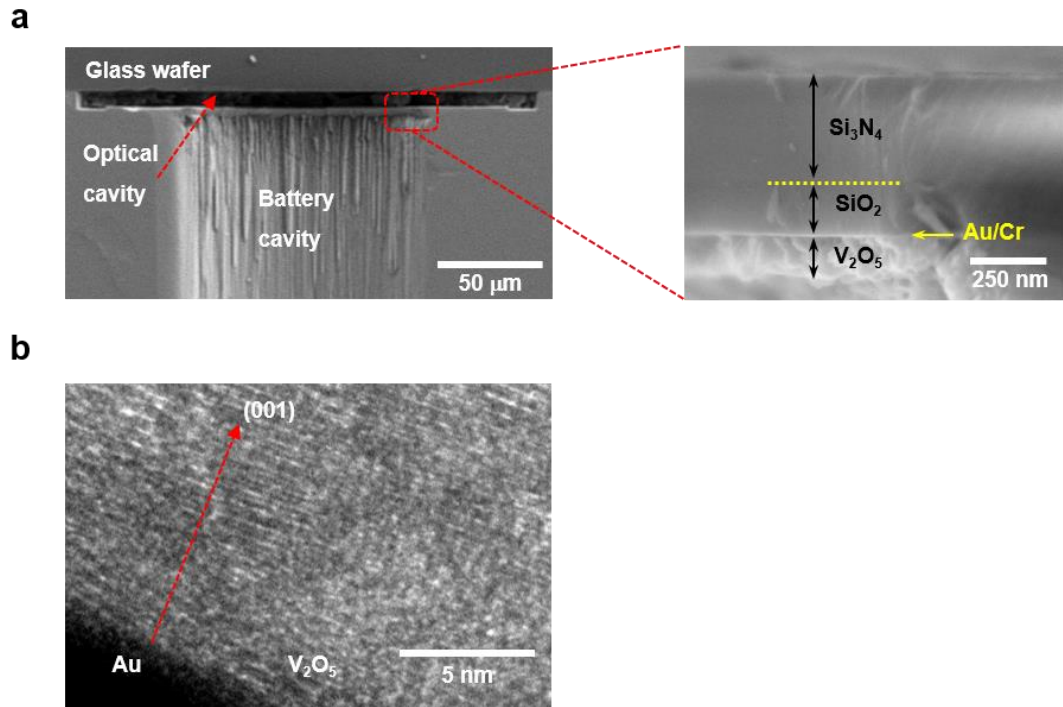 a
Glass wafer
Optical
cavity
Battery
cavity
50 μm
Si₃N₄
SiO₂
Au/Cr
V₂O₅
250 nm
b
(001)
Au
V₂O₅
5 nm